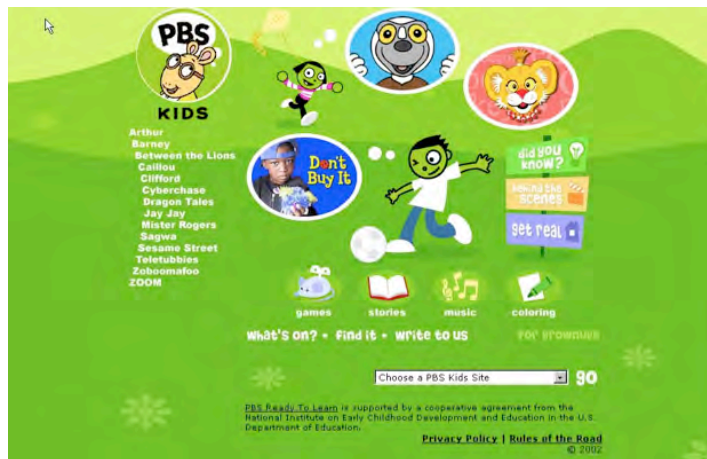 PBS
KIDS
Arthur
Barney
Between the Lions
Caillou
Clifford
Cyberchase
Dragon Tales
Jay Jay
Mister Rogers
Sagwa
Sesame Street
Teletubbies
Zoboomafoo
ZOOM
Don't
Buy It
did you
know?
behind the
scenes
get real
games
stories
music
coloring
what's on? - find it - write to us
for grownups
Choose a PBS Kids Site
go
PBS Ready To Learn is supported by a cooperative agreement from the
National Institute on Early Childhood Development and Education in the U.S.
Department of Education.
Privacy Policy | Rules of the Road
© 2002